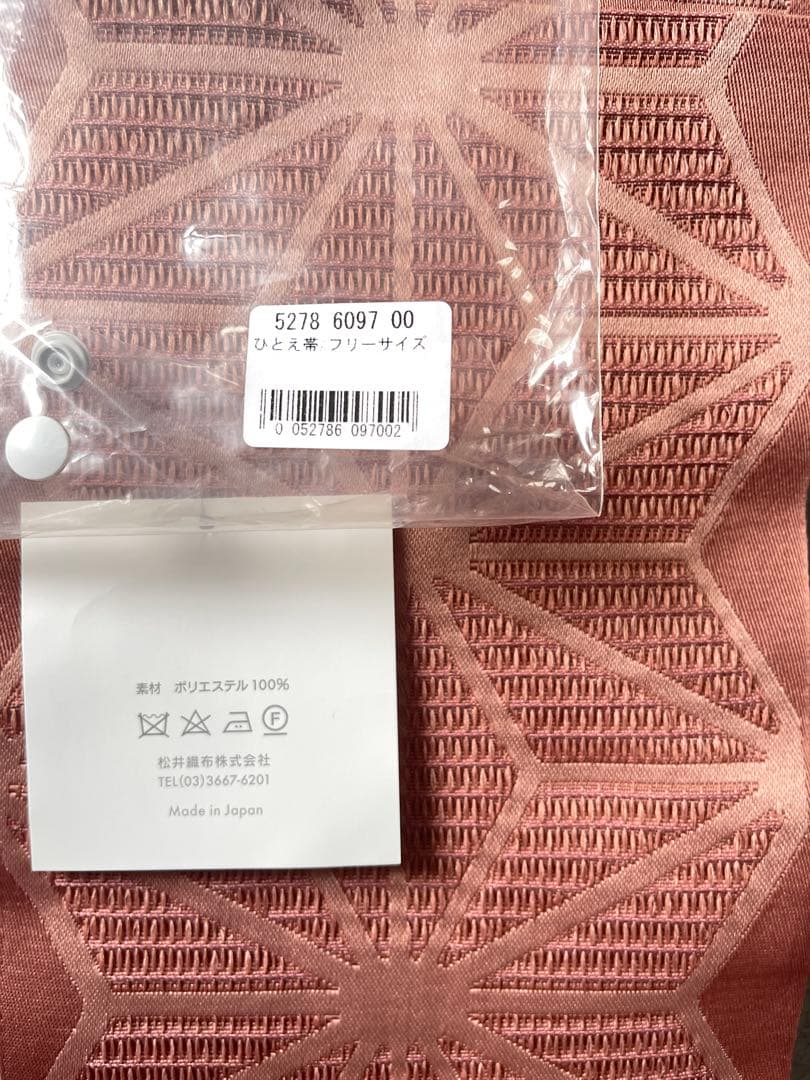 5278 6097 00
ひとえ帯 フリーサイズ
0 052786 097002
素材 ポリエステル100%
F
松井織布株式会社
TEL(03)3667-6201
Made in Japan